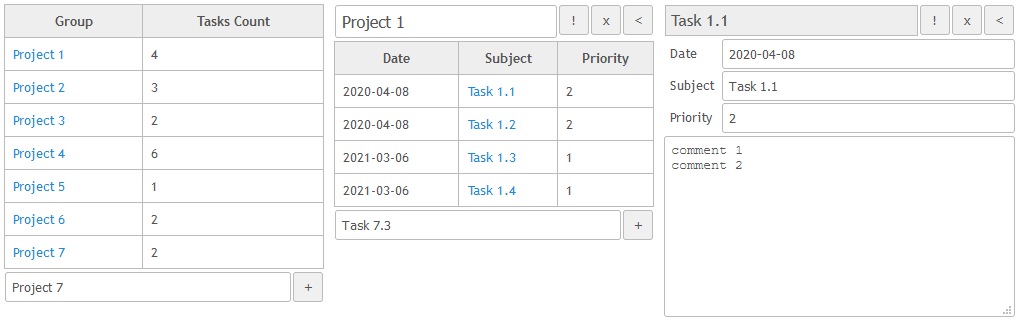 Group Tasks Count
Project 1 4
Project 2 3
Project 3 2
Project 4 6
Project 5 1
Project 6 2
Project 7 2
Project 7 +
Project 1 ! x <
Date Subject Priority
2020-04-08 Task 1.1 2
2020-04-08 Task 1.2 2
2021-03-06 Task 1.3 1
2021-03-06 Task 1.4 1
Task 7.3 +
Task 1.1 ! x <
Date 2020-04-08
Subject Task 1.1
Priority 2
comment 1
comment 2